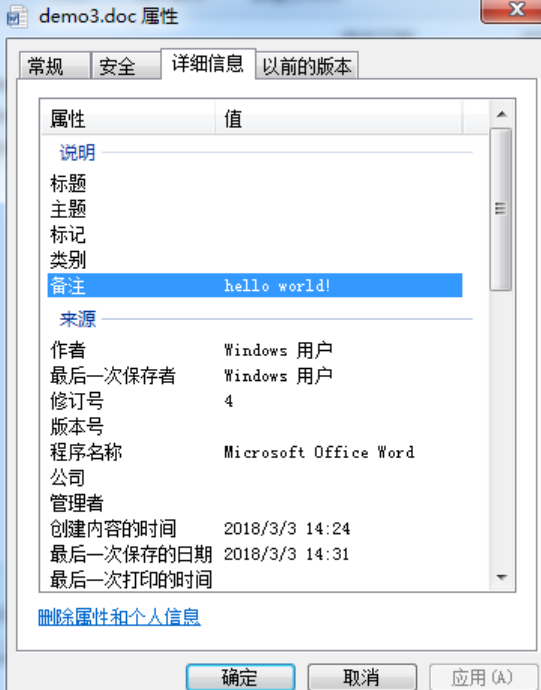 demo3.doc 属性
常规 安全 详细信息 以前的版本
属性 值
说明
标题
主题
标记
类别
备注 hello world!
来源
作者 Windows 用户
最后一次保存者 Windows 用户
修订号 4
版本号
程序名称 Microsoft Office Word
公司
管理者
创建内容的时间 2018/3/3 14:24
最后一次保存的日期 2018/3/3 14:31
最后一次打印的时间
删除属性和个人信息
确定 取消 应用(A)